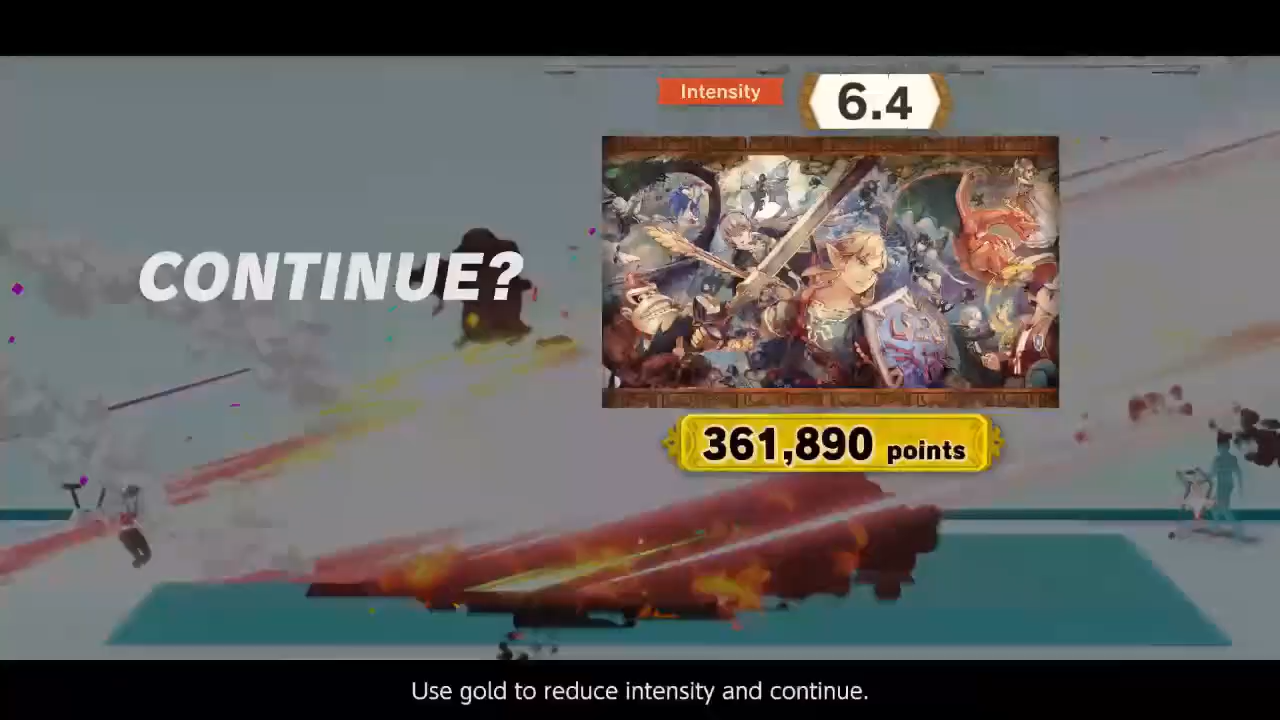 Intensity
6.4
CONTINUE?
361,890 points
Use gold to reduce intensity and continue.